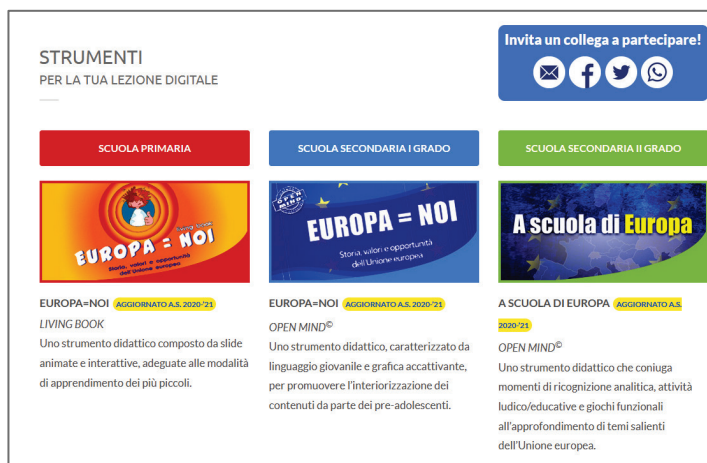 STRUMENTI
PER LA TUA LEZIONE DIGITALE
Invita un collega a partecipare!
SCUOLA PRIMARIA
EUROPA = NOI
Storia, valori e opportunità
dell'Unione europea
EUROPA=NOI AGGIORNATO A.S. 2020-'21
LIVING BOOK
Uno strumento didattico composto da slide
animate e interattive, adeguate alle modalità
di apprendimento dei più piccoli.
SCUOLA SECONDARIA I GRADO
OPEN
MIND
EUROPA = NOI
Storia, valori e opportunità
dell'Unione europea
EUROPA=NOI AGGIORNATO A.S. 2020-'21
OPEN MIND©
Uno strumento didattico, caratterizzato da
linguaggio giovanile e grafica accattivante,
per promuovere l'interiorizzazione dei
contenuti da parte dei pre-adolescenti.
SCUOLA SECONDARIA II GRADO
A scuola di Europa
A SCUOLA DI EUROPA AGGIORNATO A.S.
2020-'21
OPEN MIND©
Uno strumento didattico che coniuga
momenti di ricognizione analitica, attività
ludico/educative e giochi funzionali
all'approfondimento di temi salienti
dell'Unione europea.